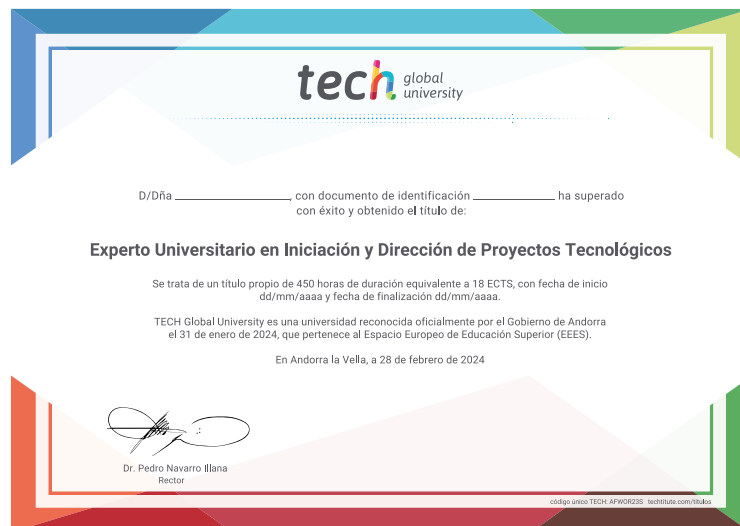 tech global university
D/Dña ____________________, con documento de identificación ______________ ha superado
con éxito y obtenido el título de:
Experto Universitario en Iniciación y Dirección de Proyectos Tecnológicos
Se trata de un título propio de 450 horas de duración equivalente a 18 ECTS, con fecha de inicio
dd/mm/aaaa y fecha de finalización dd/mm/aaaa.
TECH Global University es una universidad reconocida oficialmente por el Gobierno de Andorra
el 31 de enero de 2024, que pertenece al Espacio Europeo de Educación Superior (EEES).
En Andorra la Vella, a 28 de febrero de 2024
Dr. Pedro Navarro Illana
Rector
código único TECH: AFWOR23S techtitute.com/titulos